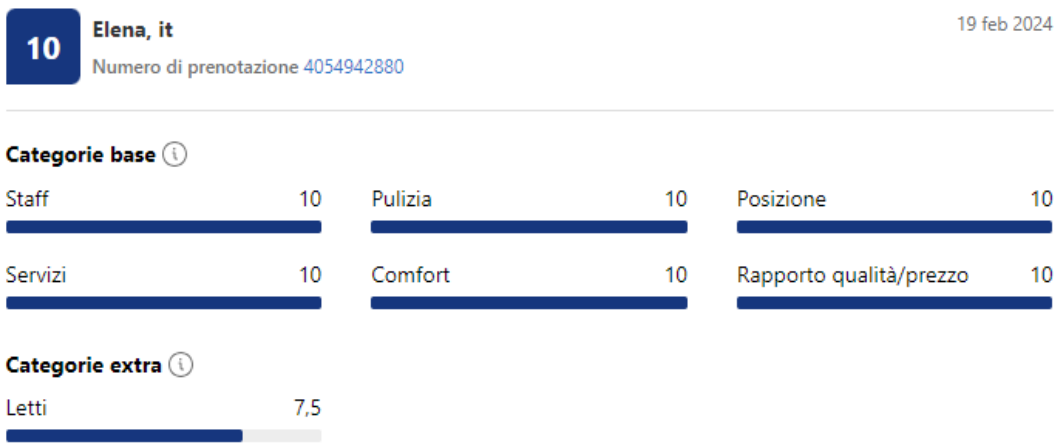 10
Elena, it
19 feb 2024
Numero di prenotazione 4054942880
Categorie base
Staff 10 Pulizia 10 Posizione 10
Servizi 10 Comfort 10 Rapporto qualità/prezzo 10
Categorie extra
Letti 7,5